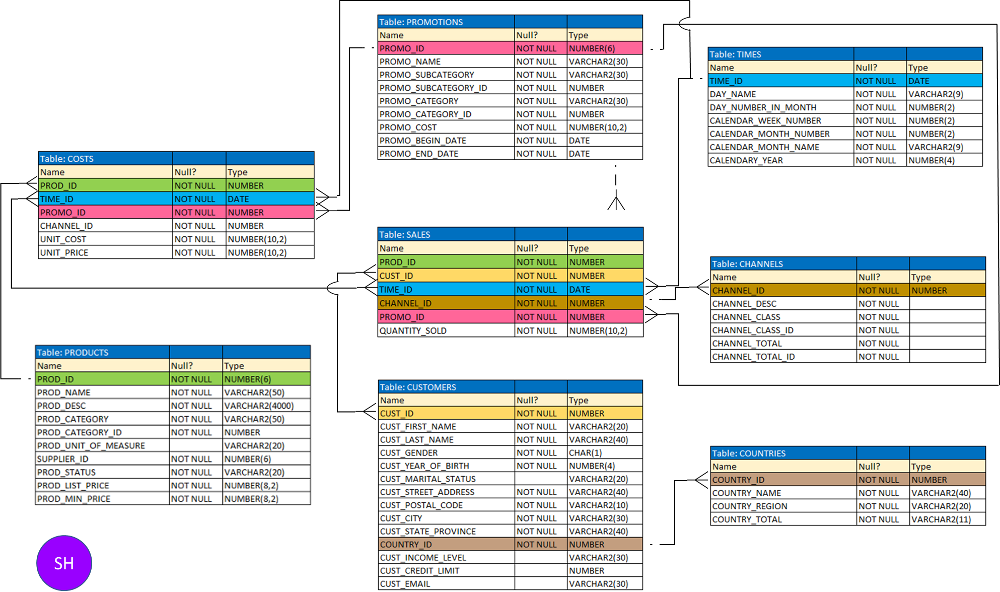 Table: PROMOTIONS
Name Null? Type
PROMO_ID NOT NULL NUMBER(6)
PROMO_NAME NOT NULL VARCHAR2(30)
PROMO_SUBCATEGORY NOT NULL VARCHAR2(30)
PROMO_SUBCATEGORY_ID NOT NULL NUMBER
PROMO_CATEGORY NOT NULL VARCHAR2(30)
PROMO_CATEGORY_ID NOT NULL NUMBER
PROMO_COST NOT NULL NUMBER(10,2)
PROMO_BEGIN_DATE NOT NULL DATE
PROMO_END_DATE NOT NULL DATE
Table: TIMES
Name Null? Type
TIME_ID NOT NULL DATE
DAY_NAME NOT NULL VARCHAR2(9)
DAY_NUMBER_IN_MONTH NOT NULL NUMBER(2)
CALENDAR_WEEK_NUMBER NOT NULL NUMBER(2)
CALENDAR_MONTH_NUMBER NOT NULL NUMBER(2)
CALENDAR_MONTH_NAME NOT NULL VARCHAR2(9)
CALENDARY_YEAR NOT NULL NUMBER(4)
Table: COSTS
Name Null? Type
PROD_ID NOT NULL NUMBER
TIME_ID NOT NULL DATE
PROMO_ID NOT NULL NUMBER
CHANNEL_ID NOT NULL NUMBER
UNIT_COST NOT NULL NUMBER(10,2)
UNIT_PRICE NOT NULL NUMBER(10,2)
Table: SALES
Name Null? Type
PROD_ID NOT NULL NUMBER
CUST_ID NOT NULL NUMBER
TIME_ID NOT NULL DATE
CHANNEL_ID NOT NULL NUMBER
PROMO_ID NOT NULL NUMBER
QUANTITY_SOLD NOT NULL NUMBER(10,2)
Table: CHANNELS
Name Null? Type
CHANNEL_ID NOT NULL NUMBER
CHANNEL_DESC NOT NULL
CHANNEL_CLASS NOT NULL
CHANNEL_CLASS_ID NOT NULL
CHANNEL_TOTAL NOT NULL
CHANNEL_TOTAL_ID NOT NULL
Table: PRODUCTS
Name Null? Type
PROD_ID NOT NULL NUMBER(6)
PROD_NAME NOT NULL VARCHAR2(50)
PROD_DESC NOT NULL VARCHAR2(4000)
PROD_CATEGORY NOT NULL VARCHAR2(50)
PROD_CATEGORY_ID NOT NULL NUMBER
PROD_UNIT_OF_MEASURE VARCHAR2(20)
SUPPLIER_ID NOT NULL NUMBER(6)
PROD_STATUS NOT NULL VARCHAR2(20)
PROD_LIST_PRICE NOT NULL NUMBER(8,2)
PROD_MIN_PRICE NOT NULL NUMBER(8,2)
Table: CUSTOMERS
Name Null? Type
CUST_ID NOT NULL NUMBER
CUST_FIRST_NAME NOT NULL VARCHAR2(20)
CUST_LAST_NAME NOT NULL VARCHAR2(40)
CUST_GENDER NOT NULL CHAR(1)
CUST_YEAR_OF_BIRTH NOT NULL NUMBER(4)
CUST_MARITAL_STATUS VARCHAR2(20)
CUST_STREET_ADDRESS NOT NULL VARCHAR2(40)
CUST_POSTAL_CODE NOT NULL VARCHAR2(10)
CUST_CITY NOT NULL VARCHAR2(30)
CUST_STATE_PROVINCE NOT NULL VARCHAR2(40)
COUNTRY_ID NOT NULL NUMBER
CUST_INCOME_LEVEL VARCHAR2(30)
CUST_CREDIT_LIMIT NUMBER
CUST_EMAIL VARCHAR2(30)
Table: COUNTRIES
Name Null? Type
COUNTRY_ID NOT NULL NUMBER
COUNTRY_NAME NOT NULL VARCHAR2(40)
COUNTRY_REGION NOT NULL VARCHAR2(20)
COUNTRY_TOTAL NOT NULL VARCHAR2(11)
SH